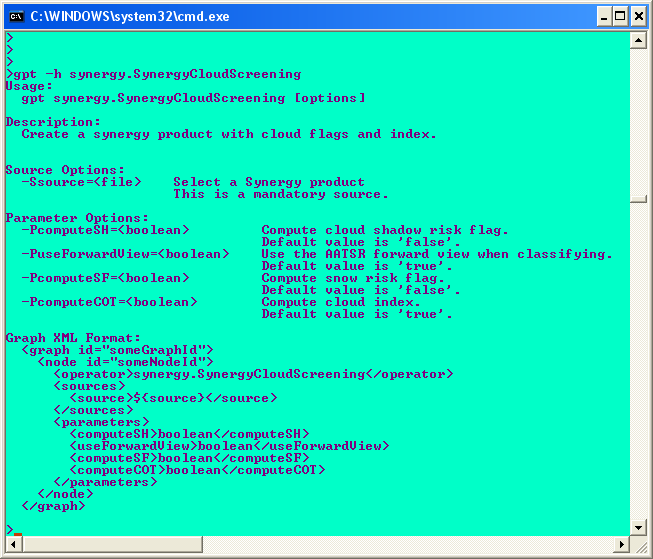 C:\WINDOWS\system32\cmd.exe
>
>
>
>gpt -h synergy.SynergyCloudScreening
Usage:
  gpt synergy.SynergyCloudScreening [options]
Description:
  Create a synergy product with cloud flags and index.
Source Options:
  -Ssource=<file>    Select a Synergy product
                     This is a mandatory source.
Parameter Options:
  -PcomputeSH=<boolean>         Compute cloud shadow risk flag.
                                Default value is 'false'.
  -PuseForwardView=<boolean>    Use the AATSR forward view when classifying.
                                Default value is 'true'.
  -PcomputeSF=<boolean>         Compute snow risk flag.
                                Default value is 'false'.
  -PcomputeCOT=<boolean>        Compute cloud index.
                                Default value is 'true'.
Graph XML Format:
  <graph id="someGraphId">
    <node id="someNodeId">
      <operator>synergy.SynergyCloudScreening</operator>
      <sources>
        <source>${source}</source>
      </sources>
      <parameters>
        <computeSH>boolean</computeSH>
        <useForwardView>boolean</useForwardView>
        <computeSF>boolean</computeSF>
        <computeCOT>boolean</computeCOT>
      </parameters>
    </node>
  </graph>
>_